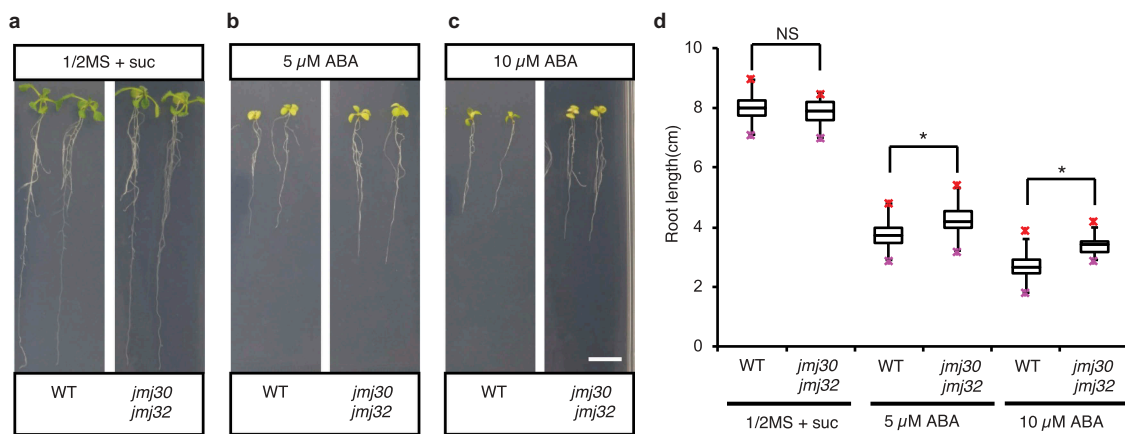 a
1/2MS + suc
WT
jmj30
jmj32
b
5 µM ABA
WT
jmj30
jmj32
c
10 µM ABA
WT
jmj30
jmj32
d
Root length(cm)
10
8
6
4
2
0
NS
*
*
WT
jmj30
jmj32
WT
jmj30
jmj32
WT
jmj30
jmj32
1/2MS + suc
5 µM ABA
10 µM ABA